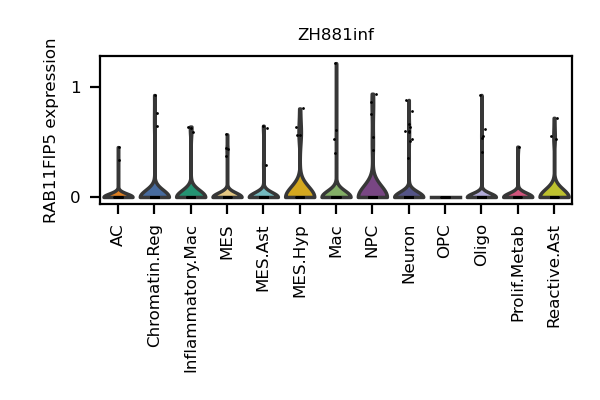 ZH881inf
RAB11FIP5 expression
1
0
AC
Chromatin.Reg
Inflammatory.Mac
MES
MES.Ast
MES.Hyp
Mac
NPC
Neuron
OPC
Oligo
Prolif.Metab
Reactive.Ast